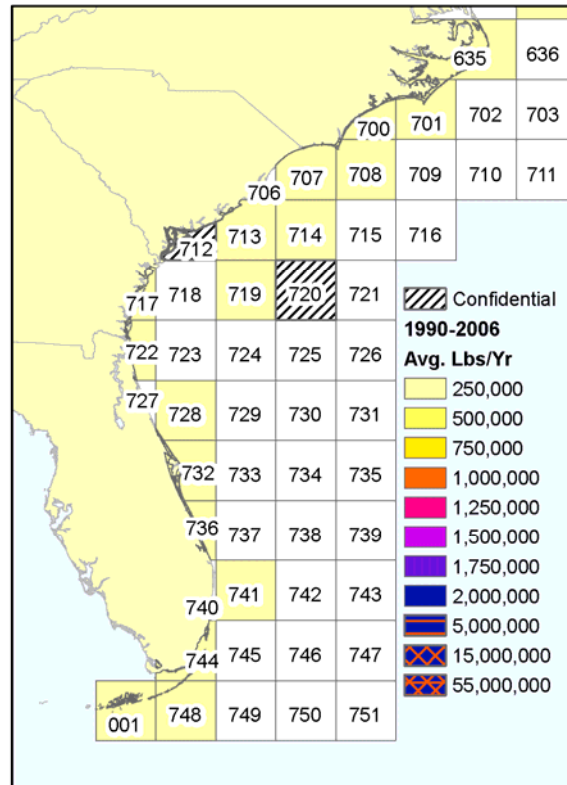 635 636
700 701 702 703
706 707 708 709 710 711
712 713 714 715 716
717 718 719 720 721
722 723 724 725 726
727 728 729 730 731
732 733 734 735
736 737 738 739
740 741 742 743
744 745 746 747
001 748 749 750 751
Confidential
1990-2006
Avg. Lbs/Yr
250,000
500,000
750,000
1,000,000
1,250,000
1,500,000
1,750,000
2,000,000
5,000,000
15,000,000
55,000,000